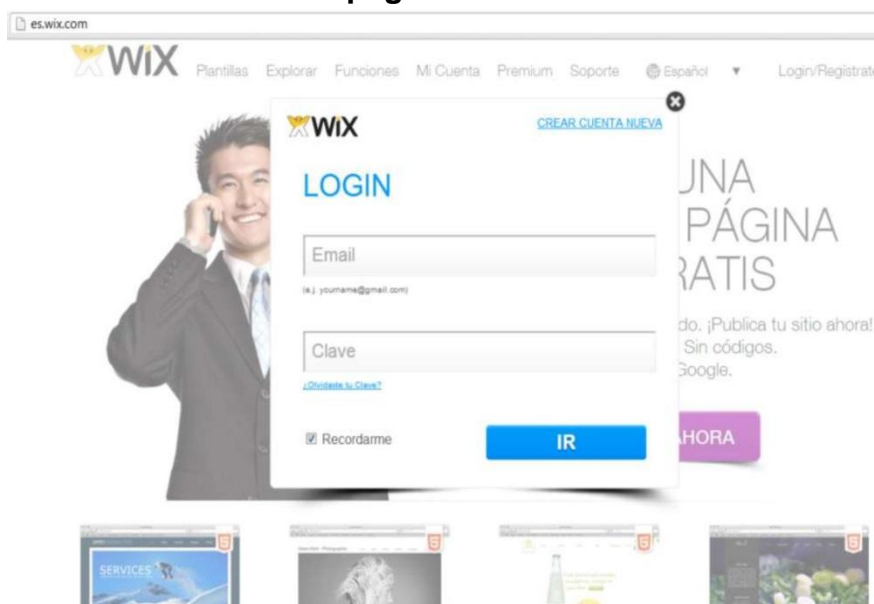 es.wix.com
WiX Plantillas Explorar Funciones Mi Cuenta Premium Soporte Español ▼ Login/Registrate
WiX CREAR CUENTA NUEVA
LOGIN
Email
(e.j. yourname@gmail.com)
Clave
¿Olvidaste tu Clave?
Recordarme
IR
UNA
PÁGINA
RATIS
do. ¡Publica tu sitio ahora!
Sin códigos.
Google.
AHORA
SERVICES